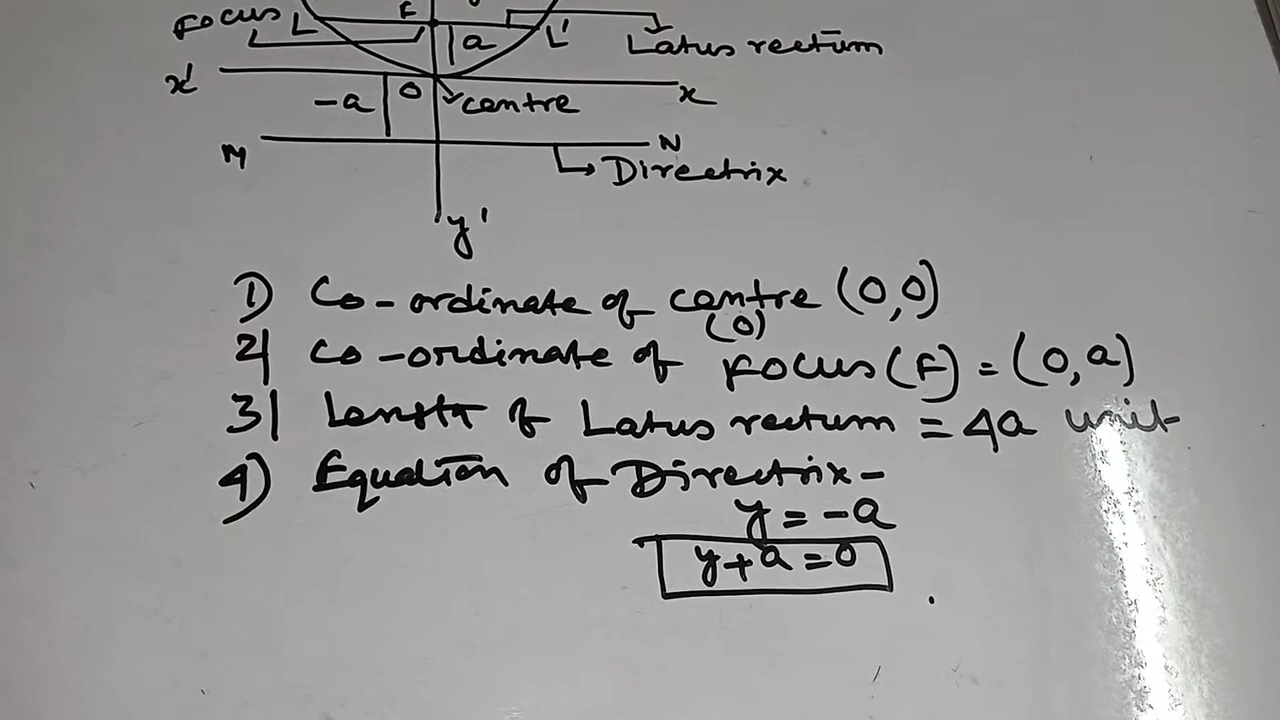 Focus L F L'
a Latus rectum
x' -a O centre x
M N
Directrix
y'
1) Co-ordinate of centre (0,0)
(O)
2) Co-ordinate of Focus (F) = (0, a)
3) Length of Latus rectum = 4a unit
4) Equation of Directrix -
y = -a
y+a=0